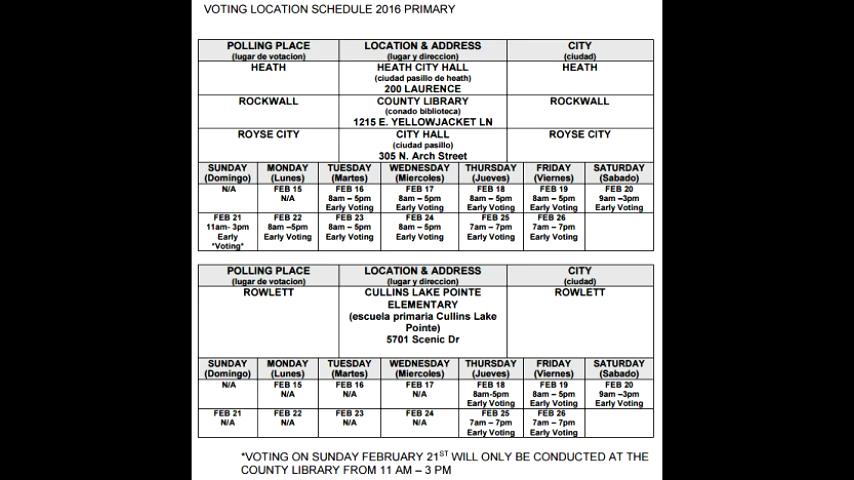 VOTING LOCATION SCHEDULE 2016 PRIMARY
POLLING PLACE LOCATION & ADDRESS CITY
(lugar de votacion) (lugar y direccion) (ciudad)
HEATH HEATH CITY HALL HEATH
(ciudad pasillo de heath)
200 LAURENCE
ROCKWALL COUNTY LIBRARY ROCKWALL
(conado biblioteca)
1215 E. YELLOWJACKET LN
ROYSE CITY CITY HALL ROYSE CITY
(ciudad pasillo)
305 N. Arch Street
SUNDAY MONDAY TUESDAY WEDNESDAY THURSDAY FRIDAY SATURDAY
(Domingo) (Lunes) (Martes) (Miercoles) (Jueves) (Viernes) (Sabado)
N/A FEB 15 FEB 16 FEB 17 FEB 18 FEB 19 FEB 20
N/A 8am – 5pm 8am – 5pm 8am – 5pm 8am – 5pm 9am –3pm
Early Voting Early Voting Early Voting Early Voting Early Voting
FEB 21 FEB 22 FEB 23 FEB 24 FEB 25 FEB 26
11am- 3pm 8am –5pm 8am – 5pm 8am – 5pm 7am – 7pm 7am – 7pm
Early Early Voting Early Voting Early Voting Early Voting Early Voting
*Voting*
POLLING PLACE LOCATION & ADDRESS CITY
(lugar de votacion) (lugar y direccion) (ciudad)
ROWLETT CULLINS LAKE POINTE ROWLETT
ELEMENTARY
(escuela primaria Cullins Lake
Pointe)
5701 Scenic Dr
SUNDAY MONDAY TUESDAY WEDNESDAY THURSDAY FRIDAY SATURDAY
(Domingo) (Lunes) (Martes) (Miercoles) (Jueves) (Viernes) (Sabado)
N/A FEB 15 FEB 16 FEB 17 FEB 18 FEB 19 FEB 20
N/A N/A N/A 8am-5pm 8am – 5pm 9am –3pm
Early Voting Early Voting Early Voting
FEB 21 FEB 22 FEB 23 FEB 24 FEB 25 FEB 26
N/A N/A N/A N/A 7am – 7pm 7am – 7pm
Early Voting Early Voting
*VOTING ON SUNDAY FEBRUARY 21ST WILL ONLY BE CONDUCTED AT THE
COUNTY LIBRARY FROM 11 AM – 3 PM